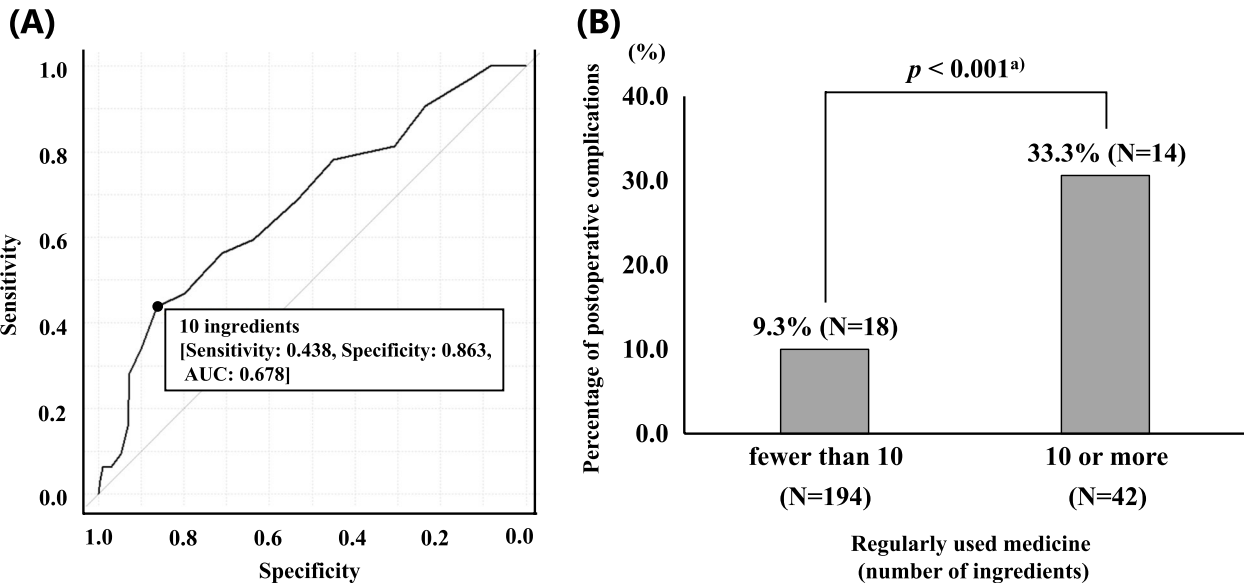 (A)
Sensitivity
1.0
0.8
0.6
0.4
0.2
0.0
10 ingredients
[Sensitivity: 0.438, Specificity: 0.863,
AUC: 0.678]
1.0 0.8 0.6 0.4 0.2 0.0
Specificity
(B)
(%)
Percentage of postoperative complications
40.0
30.0
20.0
10.0
0.0
p < 0.001a)
9.3% (N=18)
33.3% (N=14)
fewer than 10 10 or more
(N=194) (N=42)
Regularly used medicine
(number of ingredients)